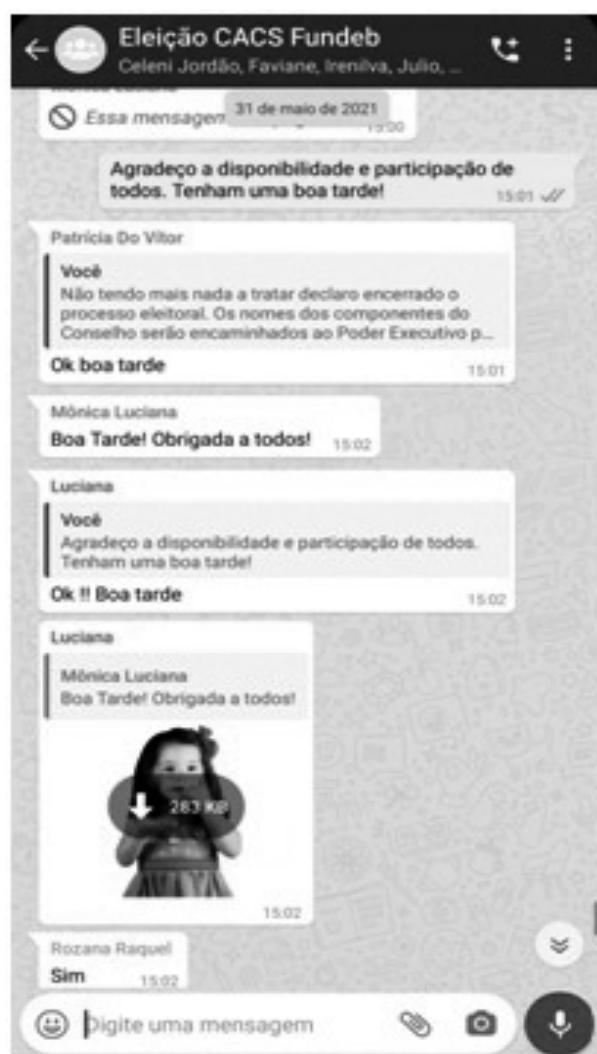 Eleição CACS Fundeb
Celeni Jordão, Faviane, Irenilva, Julio, ...
31 de maio de 2021
Essa mensagem
15:00
Agradeço a disponibilidade e participação de
todos. Tenham uma boa tarde!
15:01
Patrícia Do Vitor
Você
Não tendo mais nada a tratar declaro encerrado o
processo eleitoral. Os nomes dos componentes do
Conselho serão encaminhados ao Poder Executivo p...
Ok boa tarde
15:01
Mônica Luciana
Boa Tarde! Obrigada a todos!
15:02
Luciana
Você
Agradeço a disponibilidade e participação de todos.
Tenham uma boa tarde!
Ok !! Boa tarde
15:02
Luciana
Mônica Luciana
Boa Tarde! Obrigada a todos!
283 KB
15:02
Rozana Raquel
Sim
15:02
Digite uma mensagem